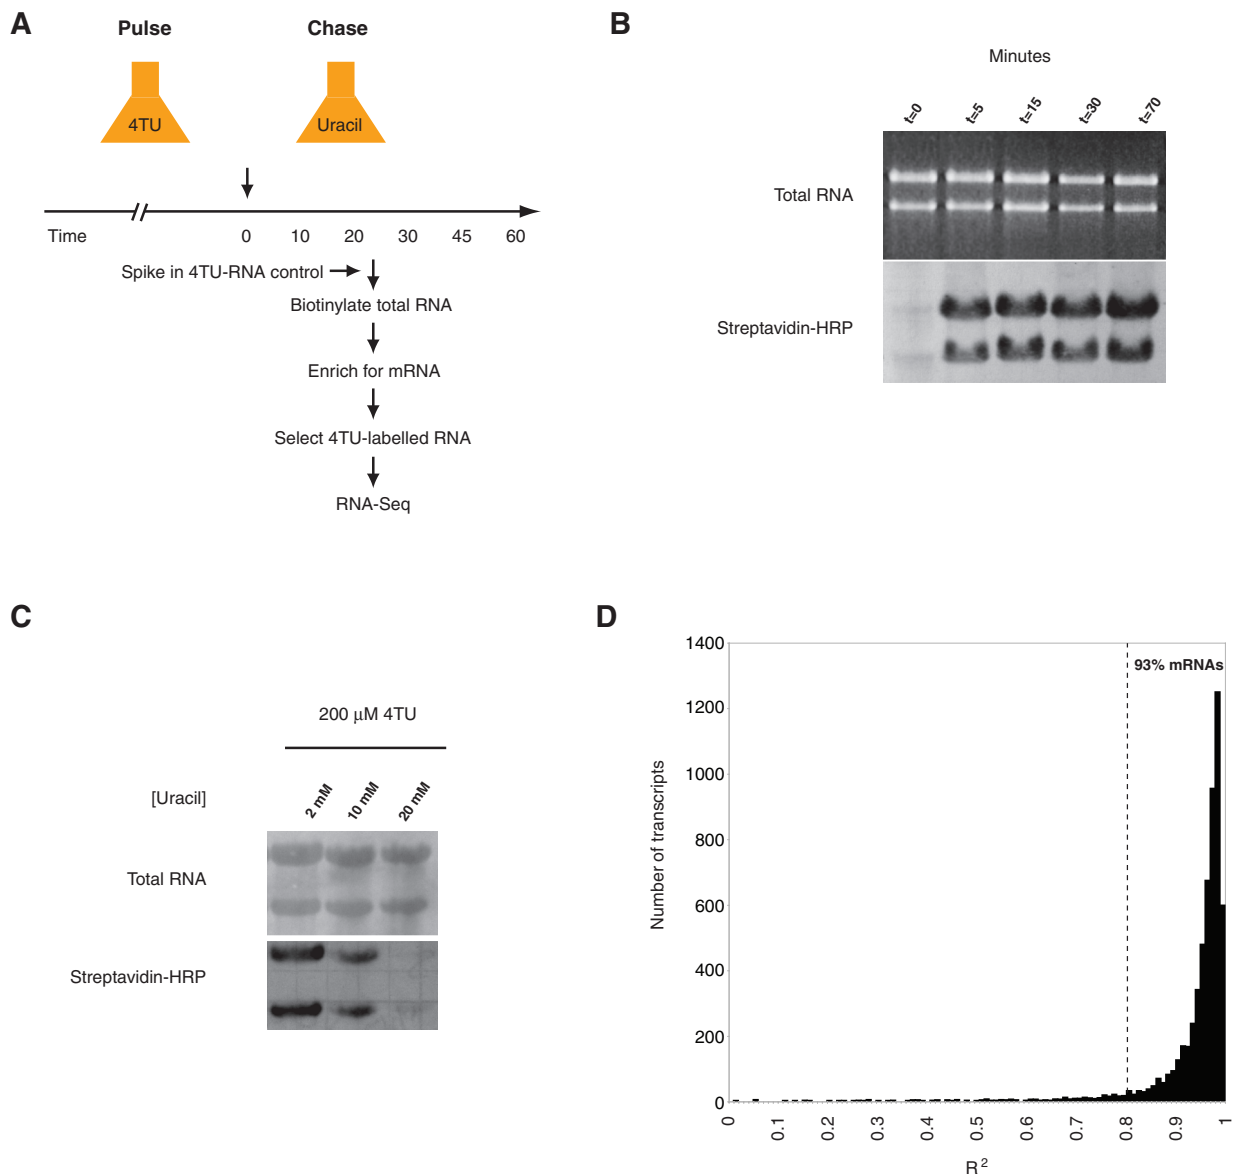 A
Pulse
Chase
4TU
Uracil
Time
0 10 20 30 45 60
Spike in 4TU-RNA control
Biotinylate total RNA
Enrich for mRNA
Select 4TU-labelled RNA
RNA-Seq
B
Minutes
t=0 t=5 t=15 t=30 t=70
Total RNA
Streptavidin-HRP
C
200 μM 4TU
[Uracil] 2 mM 10 mM 20 mM
Total RNA
Streptavidin-HRP
D
93% mRNAs
Number of transcripts
1400
1200
1000
800
600
400
200
0
0 0.1 0.2 0.3 0.4 0.5 0.6 0.7 0.8 0.9 1
R²